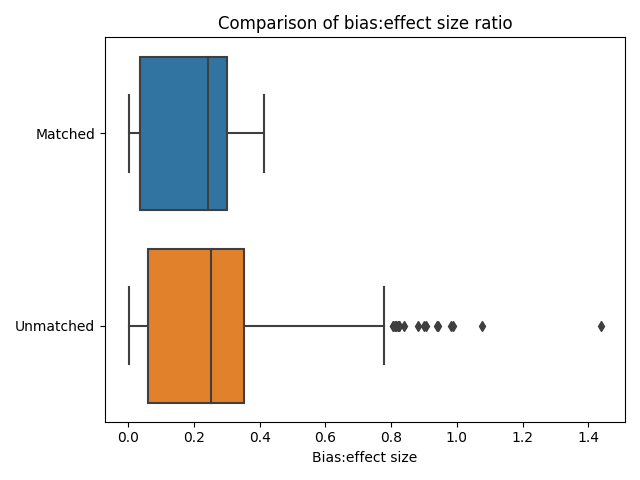 Comparison of bias:effect size ratio
Matched
Unmatched
0.0 0.2 0.4 0.6 0.8 1.0 1.2 1.4
Bias:effect size